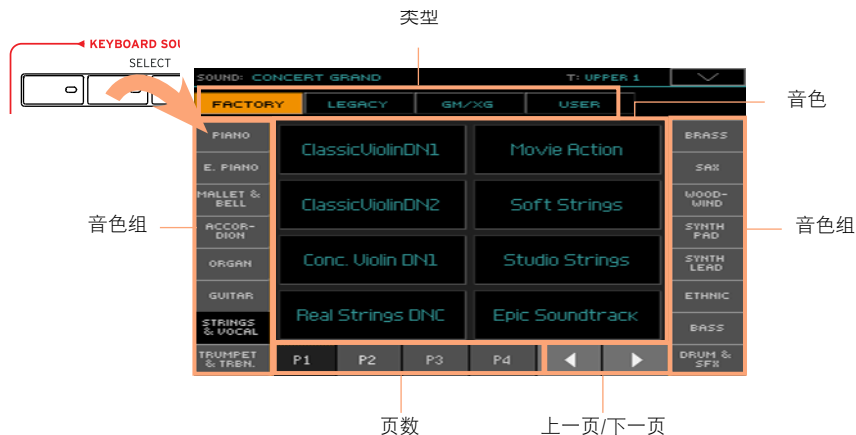 类型
KEYBOARD SOU
SELECT
SOUND: CONCERT GRAND
T: UPPER 1
FACTORY
LEGACY
GM/XG
USER
音色
PIANO
E. PIANO
MALLET &
BELL
ACCOR-
DION
ORGAN
GUITAR
STRINGS
& VOCAL
TRUMPET
& TRBN.
音色组
ClassicViolinDN1
Movie Action
ClassicViolinDN2
Soft Strings
Conc. Violin DN1
Studio Strings
Real Strings DNC
Epic Soundtrack
BRASS
SAX
WOOD-
WIND
SYNTH
PAD
SYNTH
LEAD
ETHNIC
BASS
DRUM &
SFX
音色组
P1
P2
P3
P4
页数
上一页/下一页